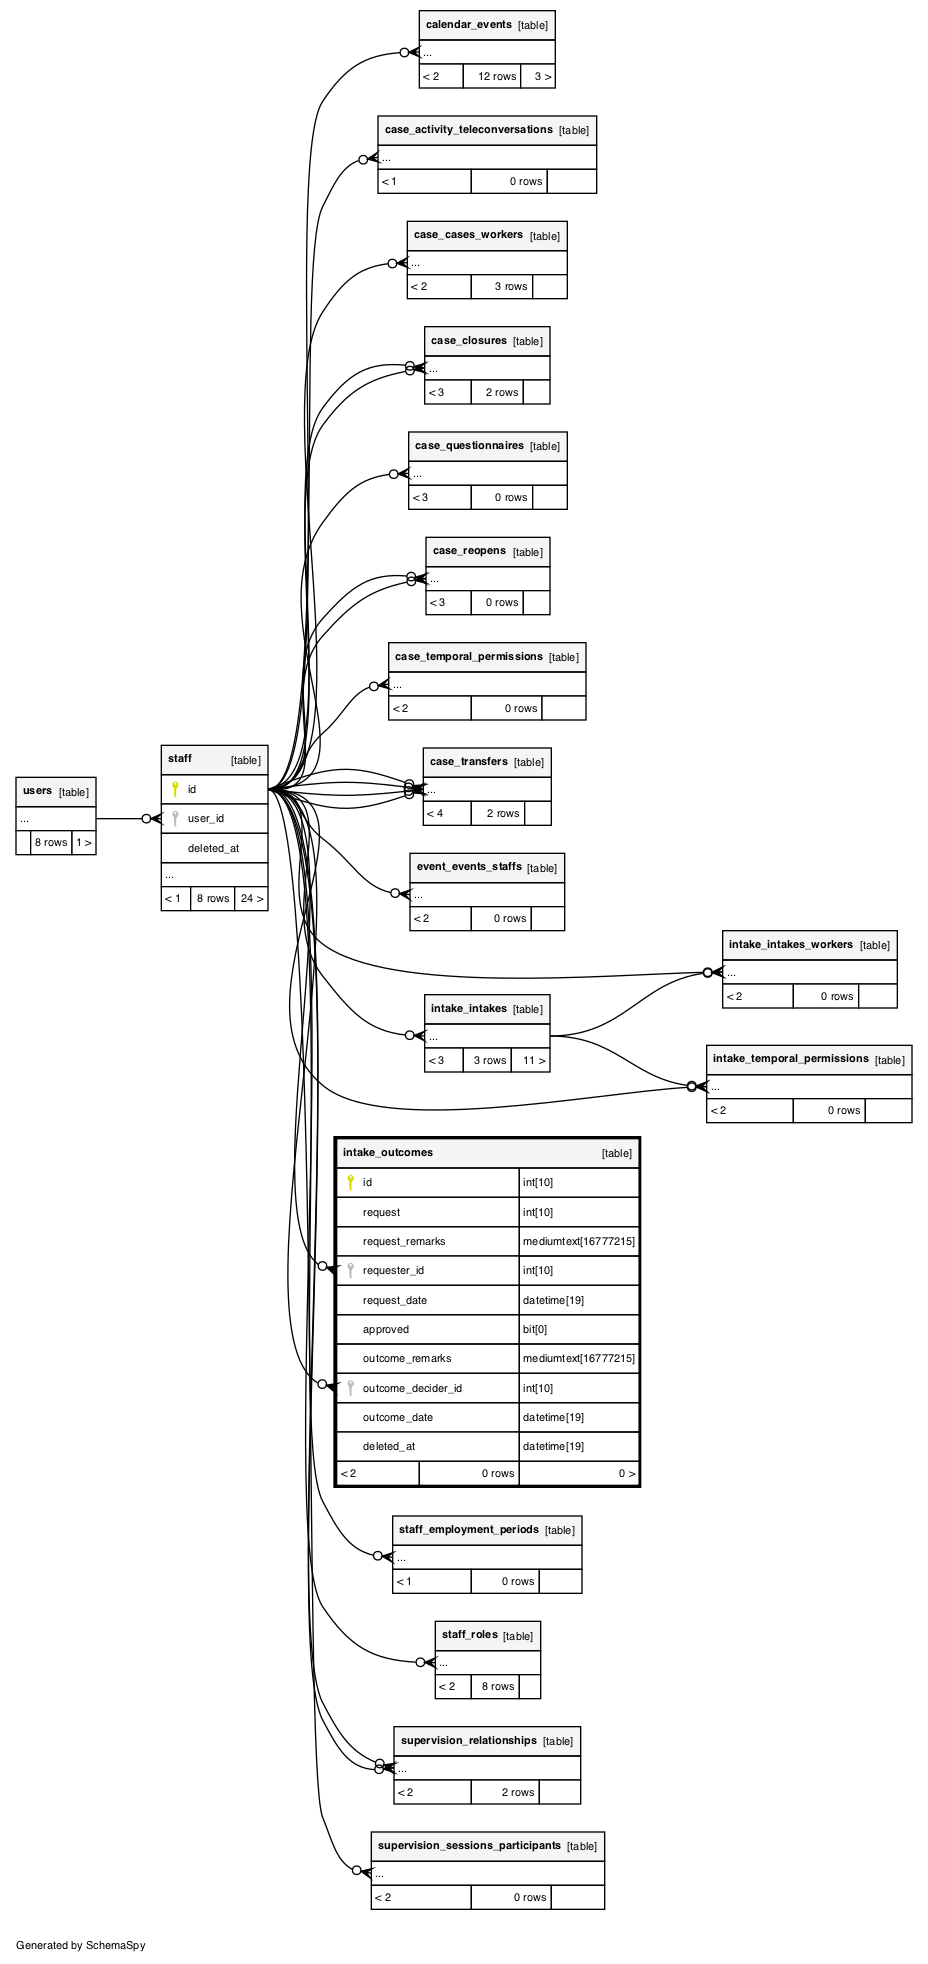 calendar_events [table]
...
< 2 12 rows 3 >
case_activity_teleconversations [table]
...
< 1 0 rows
case_cases_workers [table]
...
< 2 3 rows
case_closures [table]
...
< 3 2 rows
case_questionnaires [table]
...
< 3 0 rows
case_reopens [table]
...
< 3 0 rows
case_temporal_permissions [table]
...
< 2 0 rows
users [table]
...
8 rows 1 >
staff [table]
id
user_id
deleted_at
...
< 1 8 rows 24 >
case_transfers [table]
...
< 4 2 rows
event_events_staffs [table]
...
< 2 0 rows
intake_intakes_workers [table]
...
< 2 0 rows
intake_intakes [table]
...
< 3 3 rows 11 >
intake_temporal_permissions [table]
...
< 2 0 rows
intake_outcomes [table]
id int[10]
request int[10]
request_remarks mediumtext[16777215]
requester_id int[10]
request_date datetime[19]
approved bit[0]
outcome_remarks mediumtext[16777215]
outcome_decider_id int[10]
outcome_date datetime[19]
deleted_at datetime[19]
< 2 0 rows 0 >
staff_employment_periods [table]
...
< 1 0 rows
staff_roles [table]
...
< 2 8 rows
supervision_relationships [table]
...
< 2 2 rows
supervision_sessions_participants [table]
...
< 2 0 rows
Generated by SchemaSpy